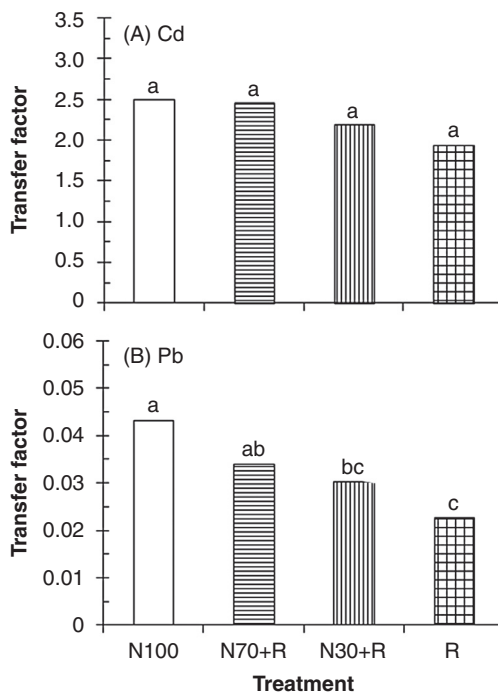 (A) Cd
Transfer factor
3.5
3.0
2.5
2.0
1.5
1.0
0.5
0
a
a
a
a
(B) Pb
Transfer factor
0.06
0.05
0.04
0.03
0.02
0.01
0
a
ab
bc
c
N100 N70+R N30+R R
Treatment